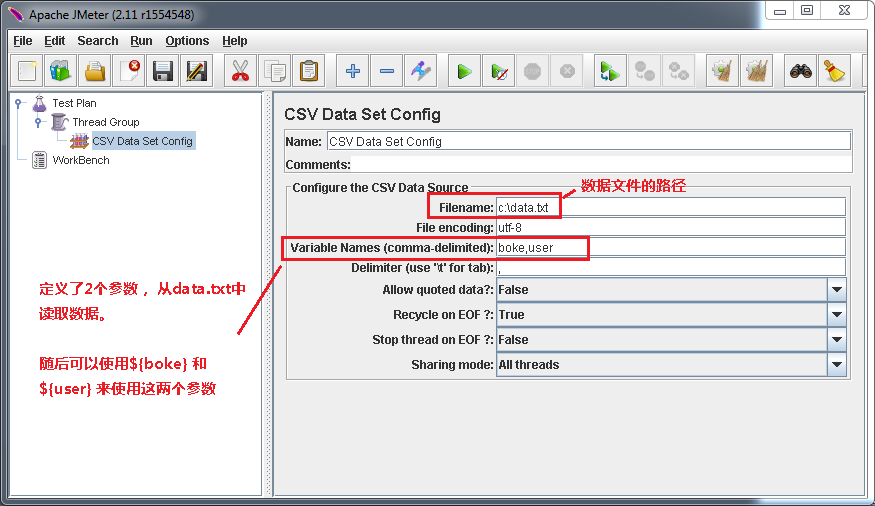 Apache JMeter (2.11 r1554548)
File Edit Search Run Options Help
Test Plan
Thread Group
CSV Data Set Config
WorkBench
定义了2个参数 ，从data.txt中
读取数据。
随后可以使用${boke} 和
${user} 来使用这两个参数
CSV Data Set Config
Name: CSV Data Set Config
Comments:
Configure the CSV Data Source
数据文件的路径
Filename: c:\data.txt
File encoding: utf-8
Variable Names (comma-delimited): boke,user
Delimiter (use '\t' for tab): ,
Allow quoted data?: False
Recycle on EOF ?: True
Stop thread on EOF ?: False
Sharing mode: All threads